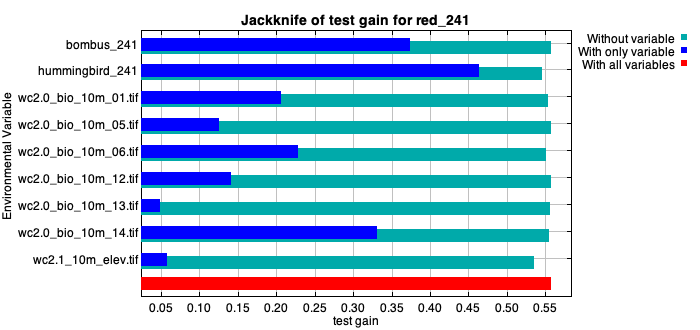 Jackknife of test gain for red_241
Without variable
With only variable
With all variables
Environmental Variable
bombus_241
hummingbird_241
wc2.0_bio_10m_01.tif
wc2.0_bio_10m_05.tif
wc2.0_bio_10m_06.tif
wc2.0_bio_10m_12.tif
wc2.0_bio_10m_13.tif
wc2.0_bio_10m_14.tif
wc2.1_10m_elev.tif
0.05 0.10 0.15 0.20 0.25 0.30 0.35 0.40 0.45 0.50 0.55
test gain